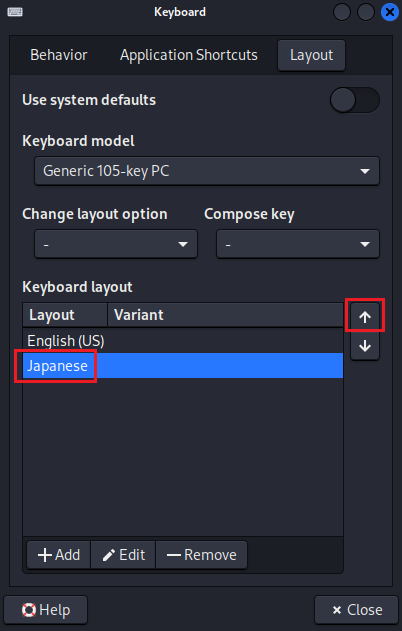 Keyboard
Behavior Application Shortcuts Layout
Use system defaults
Keyboard model
Generic 105-key PC
Change layout option Compose key
- -
Keyboard layout
Layout Variant
English (US)
Japanese
Add Edit Remove
Help Close